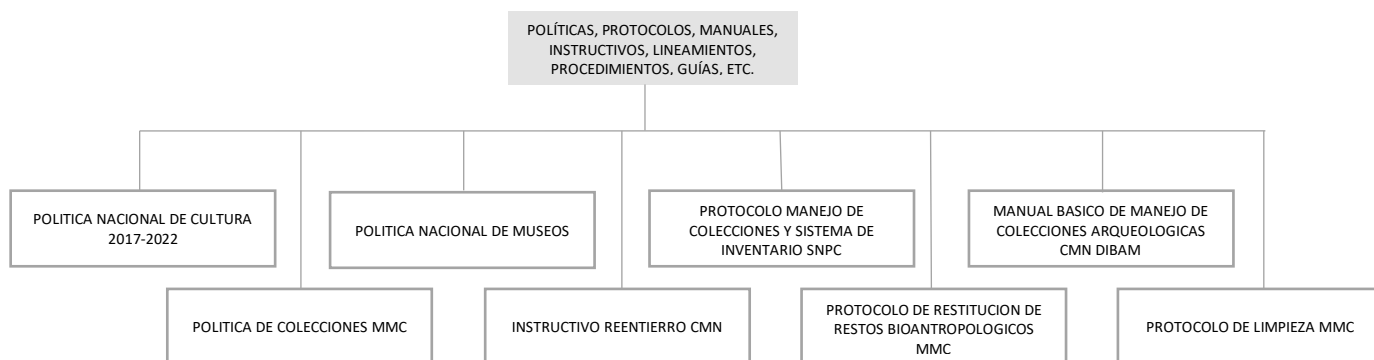 POLÍTICAS, PROTOCOLOS, MANUALES,
INSTRUCTIVOS, LINEAMIENTOS,
PROCEDIMIENTOS, GUÍAS, ETC.
POLITICA NACIONAL DE CULTURA
2017-2022
POLITICA NACIONAL DE MUSEOS
PROTOCOLO MANEJO DE
COLECCIONES Y SISTEMA DE
INVENTARIO SNPC
MANUAL BASICO DE MANEJO DE
COLECCIONES ARQUEOLOGICAS
CMN DIBAM
POLITICA DE COLECCIONES MMC
INSTRUCTIVO REENTIERRO CMN
PROTOCOLO DE RESTITUCION DE
RESTOS BIOANTROPOLOGICOS
MMC
PROTOCOLO DE LIMPIEZA MMC